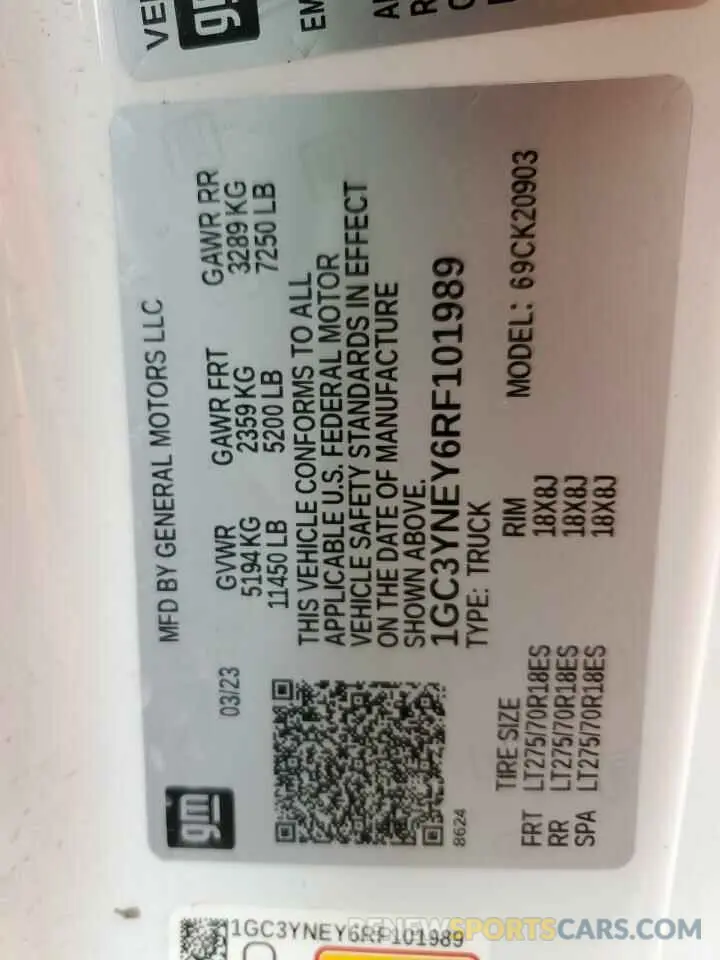 VE
gm
EM
MFD BY GENERAL MOTORS LLC
03/23
GVWR GAWR FRT GAWR RR
5194 KG 2359 KG 3289 KG
11450 LB 5200 LB 7250 LB
THIS VEHICLE CONFORMS TO ALL
APPLICABLE U.S. FEDERAL MOTOR
VEHICLE SAFETY STANDARDS IN EFFECT
ON THE DATE OF MANUFACTURE
SHOWN ABOVE.
1GC3YNEY6RF101989
TYPE: TRUCK
MODEL: 69CK20903
gm
8624
TIRE SIZE RIM
FRT LT275/70R18ES 18X8J
RR LT275/70R18ES 18X8J
SPA LT275/70R18ES 18X8J
1GC3YNEY6RF101989
RENEWSPORTSCARS.COM